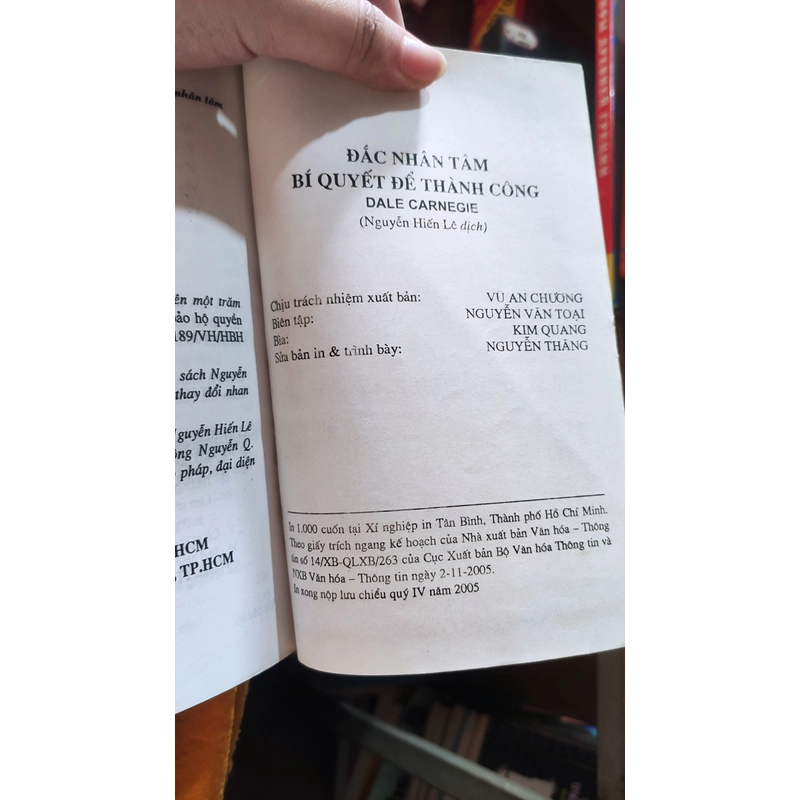 nhân tâm
ên một trăm
ảo hộ quyền
189/VH/HBH
sách Nguyễn
thay đổi nhan
guyễn Hiến Lê
ông Nguyễn Q.
pháp, đại diện
.HCM
, TP.HCM
ĐẮC NHÂN TÂM
BÍ QUYẾT ĐỂ THÀNH CÔNG
DALE CARNEGIE
(Nguyễn Hiến Lê dịch)
Chịu trách nhiệm xuất bản: VŨ AN CHƯƠNG
Biên tập: NGUYỄN VĂN TOẠI
Bìa: KIM QUANG
Sửa bản in & trình bày: NGUYỄN THẮNG
In 1.000 cuốn tại Xí nghiệp in Tân Bình, Thành phố Hồ Chí Minh.
Theo giấy trích ngang kế hoạch của Nhà xuất bản Văn hóa – Thông
tin số 14/XB-QLXB/263 của Cục Xuất bản Bộ Văn hóa Thông tin và
NXB Văn hóa – Thông tin ngày 2-11-2005.
In xong nộp lưu chiểu quý IV năm 2005